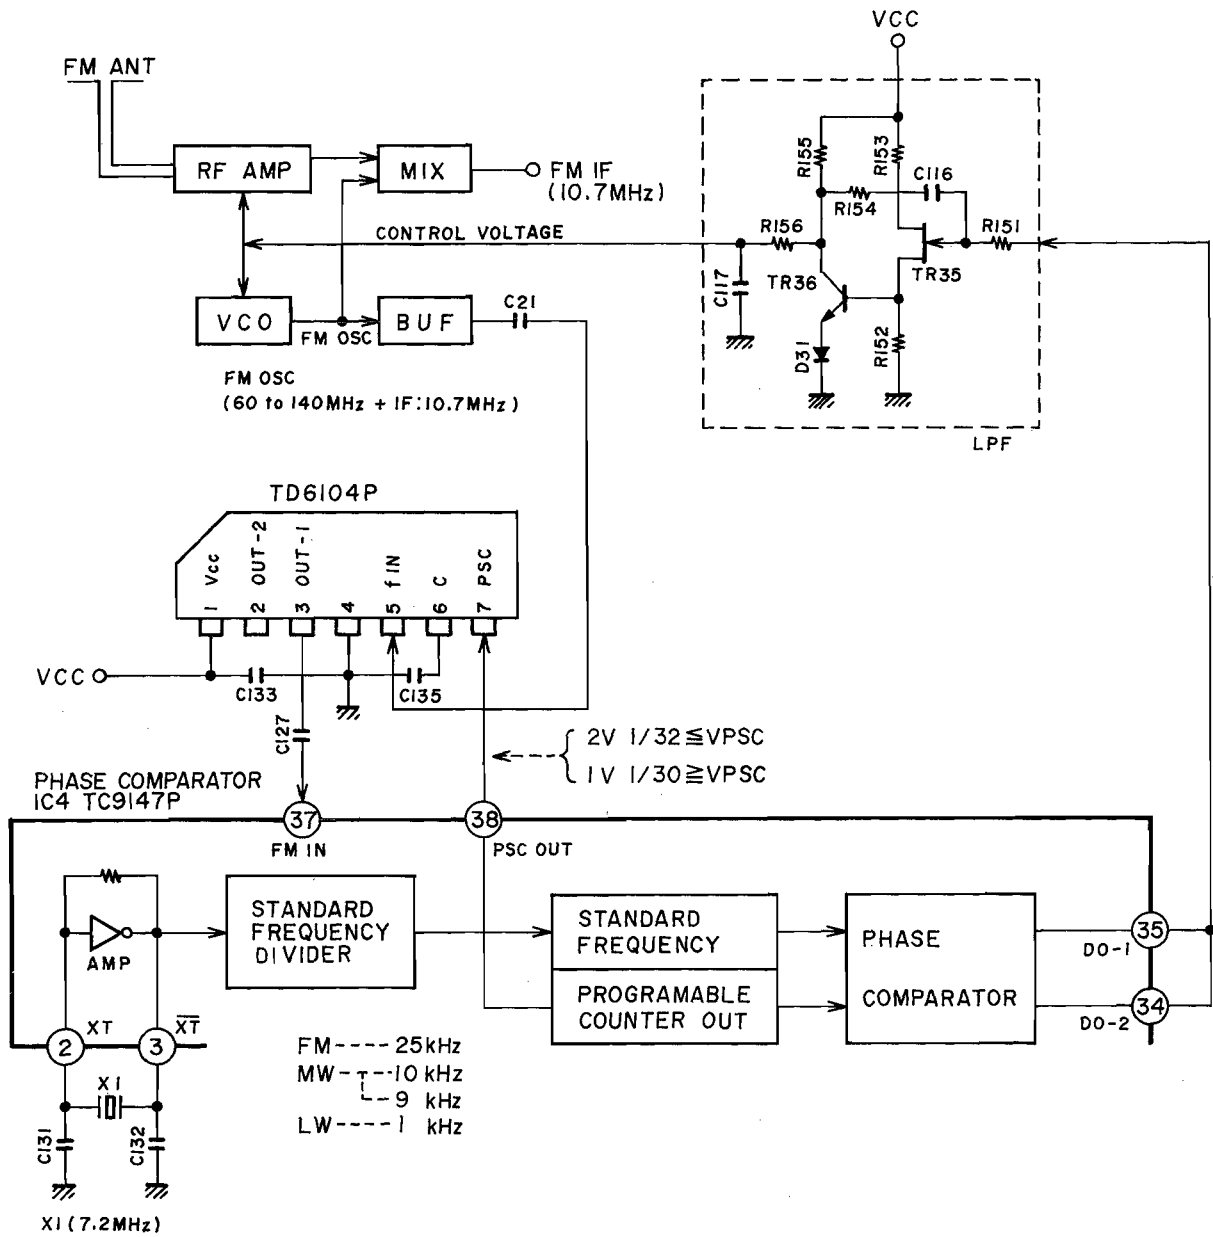 VCC
FM ANT
RF AMP
MIX
FM IF
(10.7MHz)
CONTROL VOLTAGE
VCO
FM OSC
BUF
C21
FM OSC
(60 to 140MHz + IF:10.7MHz)
R155
R153
C116
R154
R156
R151
C117
TR36
TR35
D31
R152
LPF
TD6104P
Vcc
OUT-2
OUT-1
fIN
C
PSC
1
2
3
4
5
6
7
VCC
C133
C135
C127
2V 1/32≦VPSC
1V 1/30≧VPSC
PHASE COMPARATOR
IC4 TC9147P
37
38
FM IN
PSC OUT
AMP
STANDARD
FREQUENCY
DIVIDER
STANDARD
FREQUENCY
PROGRAMABLE
COUNTER OUT
PHASE
COMPARATOR
35
DO-1
34
DO-2
2
XT
3
X̅T̅
X1
C131
C132
X1(7.2MHz)
FM----25kHz
MW----10 kHz
--9 kHz
LW----1 kHz